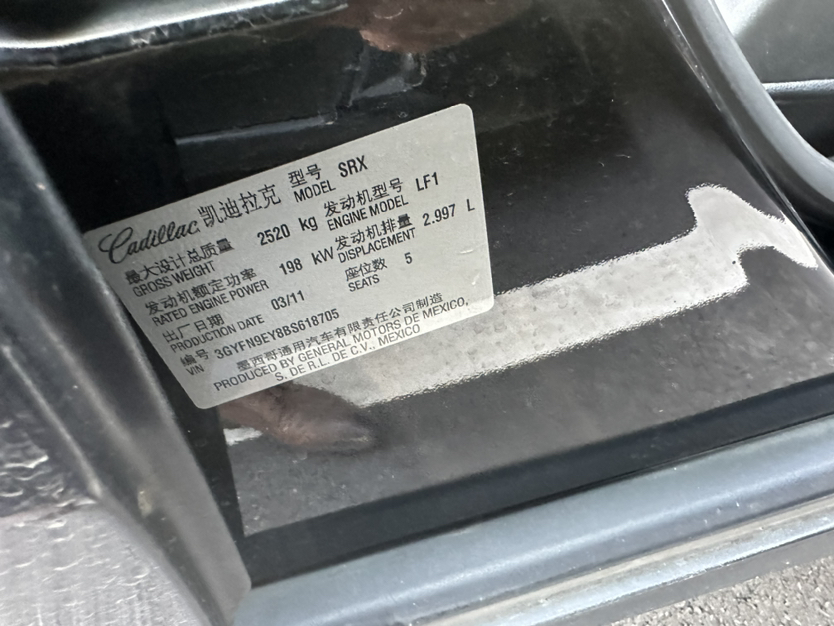 Cadillac 凯迪拉克 型号 MODEL SRX
最大设计总质量 GROSS WEIGHT 2520 kg 发动机型号 ENGINE MODEL LF1
发动机额定功率 RATED ENGINE POWER 198 kW 发动机排量 DISPLACEMENT 2.997 L
出厂日期 PRODUCTION DATE 03/11 座位数 SEATS 5
编号 VIN 3GYFN9EY8BS618705
墨西哥通用汽车有限责任公司制造
PRODUCED BY GENERAL MOTORS DE MEXICO,
S. DE R.L. DE C.V., MEXICO